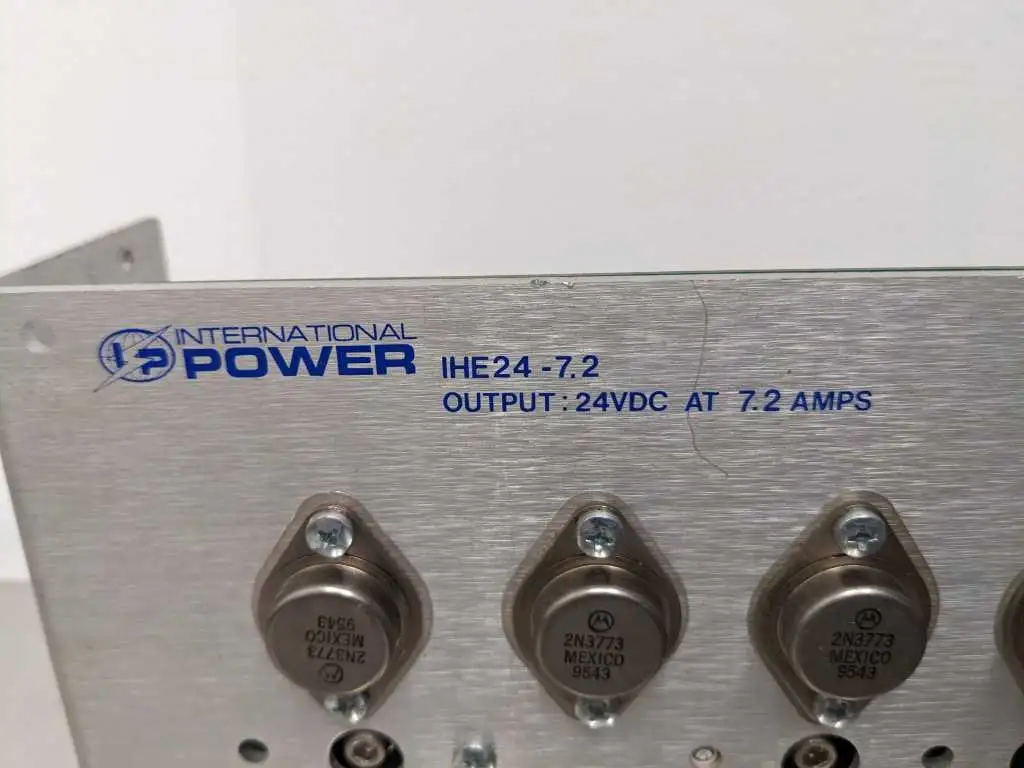 IP
INTERNATIONAL
POWER
IHE24-7.2
OUTPUT: 24VDC AT 7.2 AMPS
2N3773
MEXICO
9543
2N3773
MEXICO
9543
2N3773
MEXICO
9543